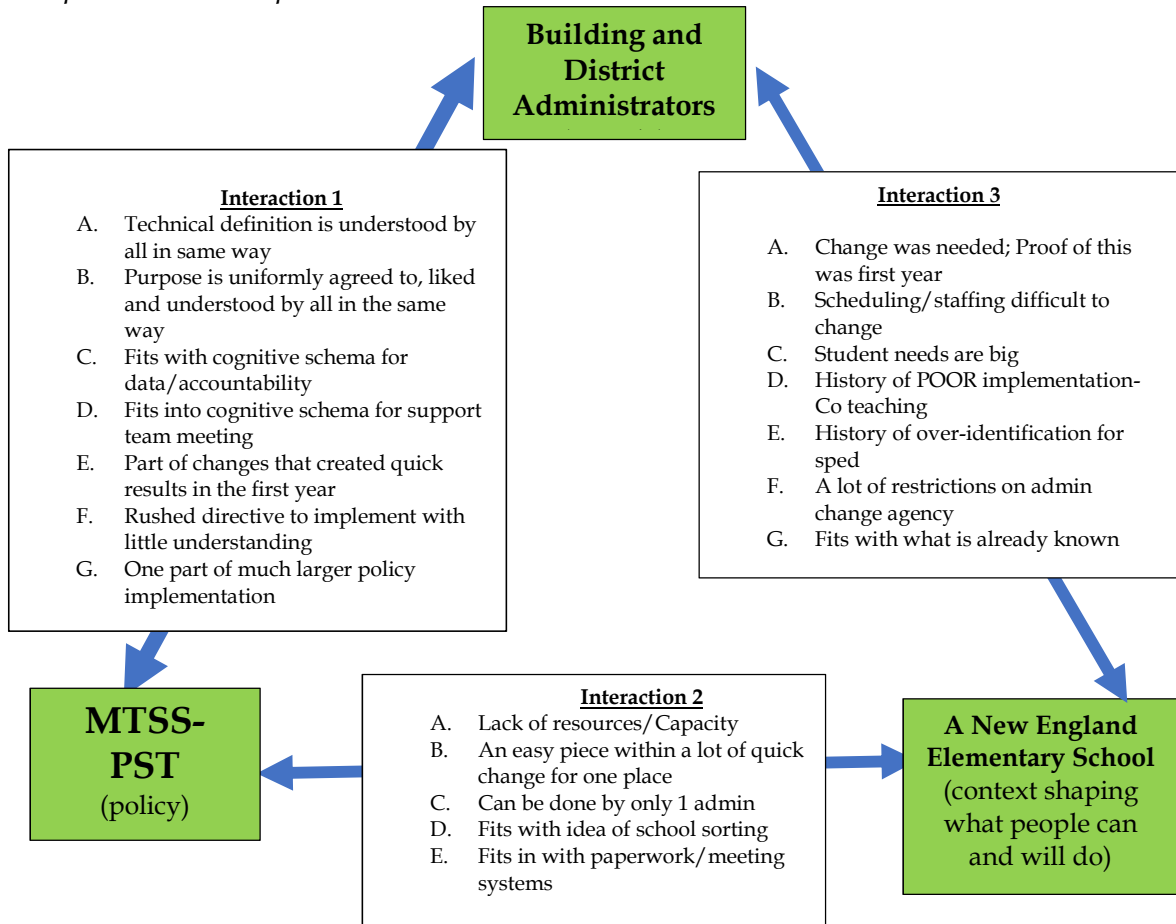 Building and
District
Administrators
Interaction 1
A. Technical definition is understood by
all in same way
B. Purpose is uniformly agreed to, liked
and understood by all in the same
way
C. Fits with cognitive schema for
data/accountability
D. Fits into cognitive schema for support
team meeting
E. Part of changes that created quick
results in the first year
F. Rushed directive to implement with
little understanding
G. One part of much larger policy
implementation
Interaction 3
A. Change was needed; Proof of this
was first year
B. Scheduling/staffing difficult to
change
C. Student needs are big
D. History of POOR implementation-
Co teaching
E. History of over-identification for
sped
F. A lot of restrictions on admin
change agency
G. Fits with what is already known
MTSS-
PST
(policy)
Interaction 2
A. Lack of resources/Capacity
B. An easy piece within a lot of quick
change for one place
C. Can be done by only 1 admin
D. Fits with idea of school sorting
E. Fits in with paperwork/meeting
systems
A New England
Elementary School
(context shaping
what people can
and will do)